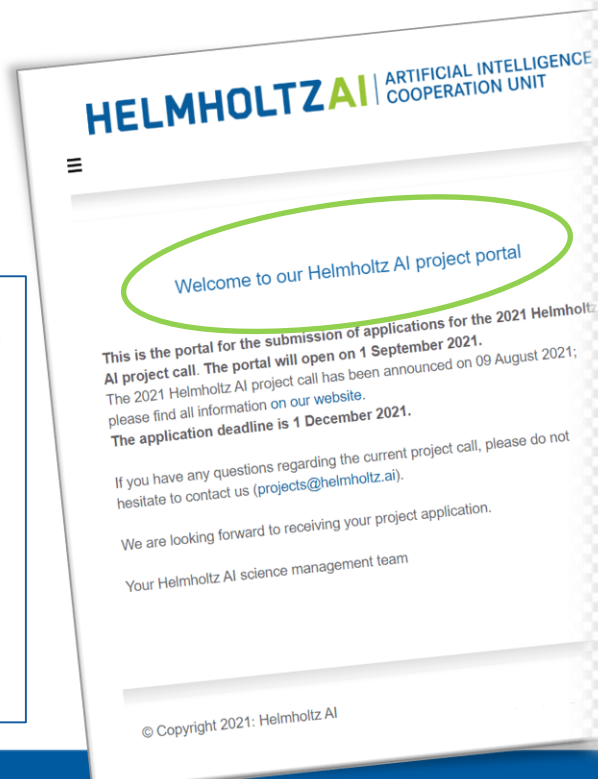 HELMHOLTZAI ARTIFICIAL INTELLIGENCE
COOPERATION UNIT
Welcome to our Helmholtz AI project portal
This is the portal for the submission of applications for the 2021 Helmholtz
AI project call. The portal will open on 1 September 2021.
The 2021 Helmholtz AI project call has been announced on 09 August 2021;
please find all information on our website.
The application deadline is 1 December 2021.
If you have any questions regarding the current project call, please do not
hesitate to contact us (projects@helmholtz.ai).
We are looking forward to receiving your project application.
Your Helmholtz AI science management team
© Copyright 2021: Helmholtz AI